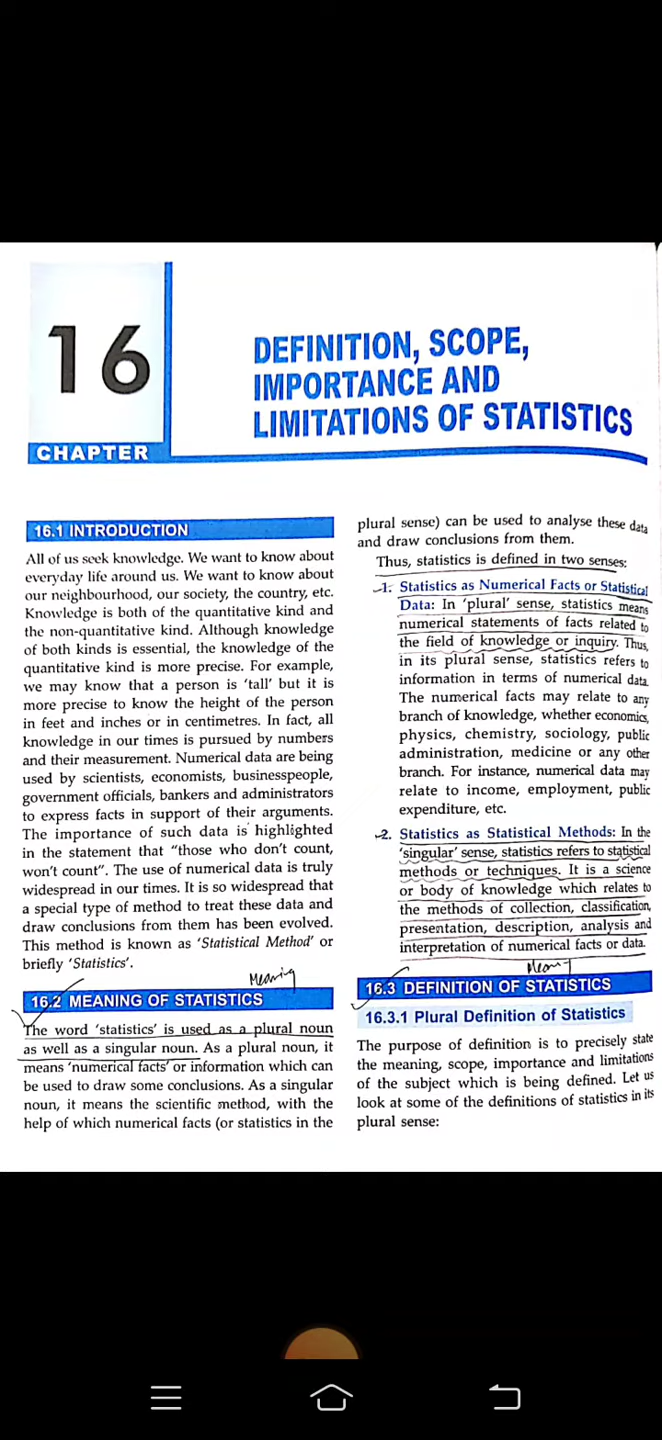 16
CHAPTER
DEFINITION, SCOPE,
IMPORTANCE AND
LIMITATIONS OF STATISTICS
16.1 INTRODUCTION
All of us seek knowledge. We want to know about
everyday life around us. We want to know about
our neighbourhood, our society, the country, etc.
Knowledge is both of the quantitative kind and
the non-quantitative kind. Although knowledge
of both kinds is essential, the knowledge of the
quantitative kind is more precise. For example,
we may know that a person is 'tall' but it is
more precise to know the height of the person
in feet and inches or in centimetres. In fact, all
knowledge in our times is pursued by numbers
and their measurement. Numerical data are being
used by scientists, economists, businesspeople,
government officials, bankers and administrators
to express facts in support of their arguments.
The importance of such data is highlighted
in the statement that "those who don't count,
won't count". The use of numerical data is truly
widespread in our times. It is so widespread that
a special type of method to treat these data and
draw conclusions from them has been evolved.
This method is known as 'Statistical Method' or
briefly 'Statistics'.
Meaning
16.2 MEANING OF STATISTICS
The word 'statistics' is used as a plural noun
as well as a singular noun. As a plural noun, it
means 'numerical facts' or information which can
be used to draw some conclusions. As a singular
noun, it means the scientific method, with the
help of which numerical facts (or statistics in the
plural sense) can be used to analyse these data
and draw conclusions from them.
Thus, statistics is defined in two senses:
1. Statistics as Numerical Facts or Statistical
Data: In 'plural' sense, statistics means
numerical statements of facts related to
the field of knowledge or inquiry. Thus,
in its plural sense, statistics refers to
information in terms of numerical data.
The numerical facts may relate to any
branch of knowledge, whether economics,
physics, chemistry, sociology, public
administration, medicine or any other
branch. For instance, numerical data may
relate to income, employment, public
expenditure, etc.
2. Statistics as Statistical Methods: In the
'singular' sense, statistics refers to statistical
methods or techniques. It is a science
or body of knowledge which relates to
the methods of collection, classification,
presentation, description, analysis and
interpretation of numerical facts or data.
16.3 DEFINITION OF STATISTICS
16.3.1 Plural Definition of Statistics
The purpose of definition is to precisely state
the meaning, scope, importance and limitations
of the subject which is being defined. Let us
look at some of the definitions of statistics in its
plural sense: